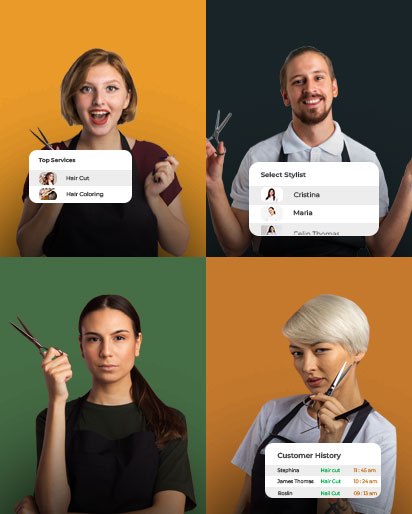 Top Services
Hair Cut
Hair Coloring
Select Stylist
Cristina
Maria
Celin Thomas
Customer History
Stephina Hair cut 11 : 45 am
James Thomas Hair Cut 10 : 24 am
Roslin Nail Cut 09 : 13 am